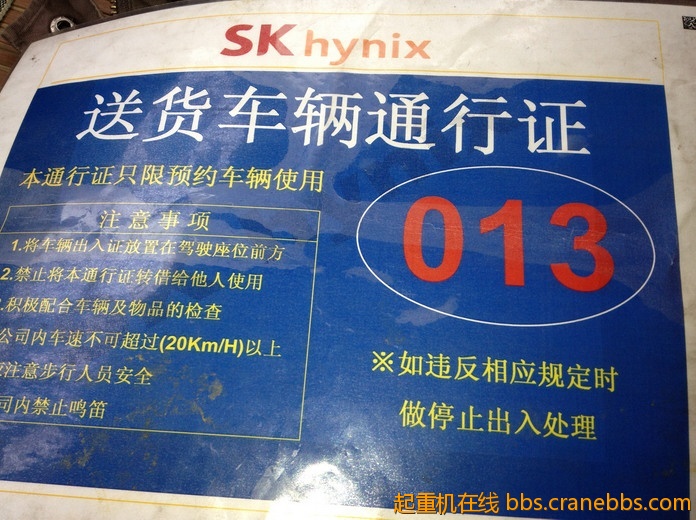 SK hynix
送货车辆通行证
本通行证只限预约车辆使用
013
注意事项
1.将车辆出入证放置在驾驶座位前方
2.禁止将本通行证转借给他人使用
.积极配合车辆及物品的检查
公司内车速不可超过(20Km/H)以上
注意步行人员安全
司内禁止鸣笛
※如违反相应规定时
做停止出入处理
起重机在线 bbs.cranebbs.com